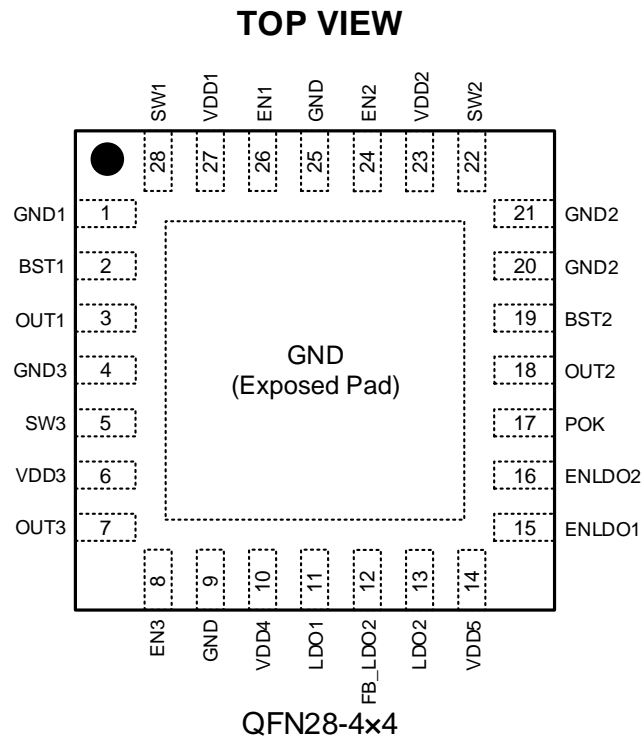 TOP VIEW
SW1 VDD1 EN1 GND EN2 VDD2 SW2
28 27 26 25 24 23 22
GND1 1 21 GND2
BST1 2 20 GND2
OUT1 3 19 BST2
GND3 4 18 OUT2
SW3 5 17 POK
VDD3 6 16 ENLDO2
OUT3 7 15 ENLDO1
GND
(Exposed Pad)
8 9 10 11 12 13 14
EN3 GND VDD4 LDO1 FB_LDO2 LDO2 VDD5
QFN28-4×4